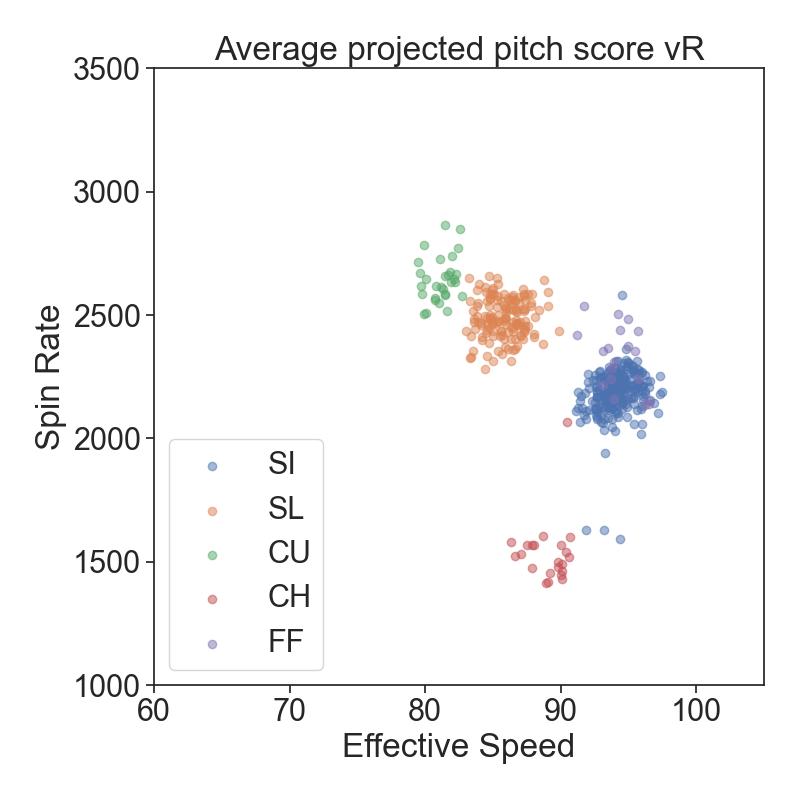 Average projected pitch score vR
3500
3000
2500
2000
1500
1000
Spin Rate
SI
SL
CU
CH
FF
60 70 80 90 100
Effective Speed